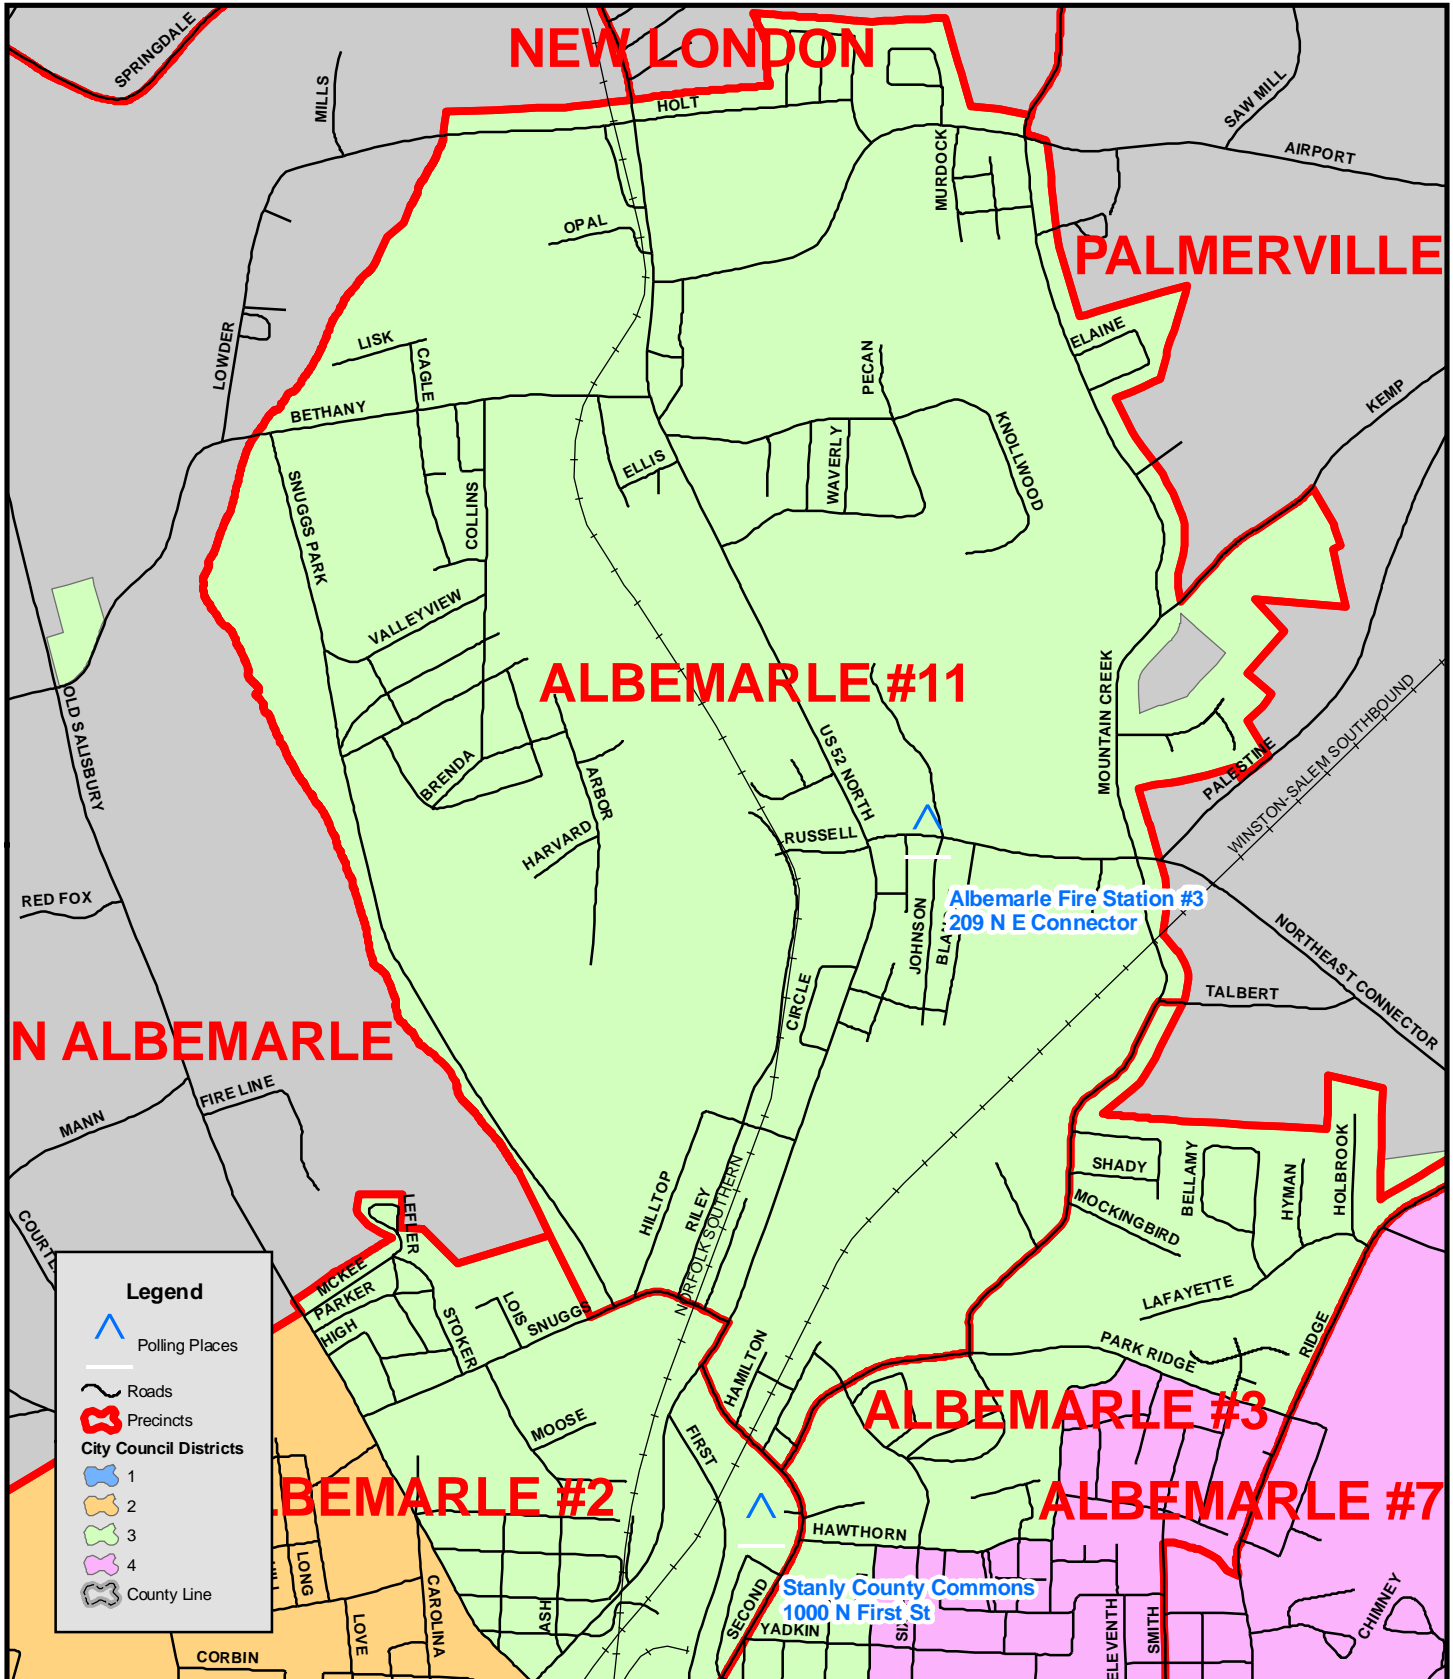 SPRINGDALE
NEW LONDON
MILLS
HOLT
SAW MILL
AIRPORT
MURDOCK
OPAL
PALMERVILLE
LOWDER
LISK
CAGLE
ELAINE
PECAN
KEMP
BETHANY
KNOLLWOOD
WAVERLY
ELLIS
SNUGGS PARK
COLLINS
VALLEYVIEW
ALBEMARLE #11
MOUNTAIN CREEK
OLD SALISBURY
WINSTON-SALEM SOUTHBOUND
US 52 NORTH
BRENDA
ARBOR
PALESTINE
HARVARD
RUSSELL
RED FOX
Albemarle Fire Station #3
209 N E Connector
JOHNSON
NORTHEAST CONNECTOR
CIRCLE
TALBERT
N ALBEMARLE
FIRE LINE
MANN
HOLBROOK
SHADY
BELLAMY
HYMAN
HILLTOP
RILEY
NORFOLK SOUTHERN
MOCKINGBIRD
LEFLER
MCKEE
PARKER
HIGH
LOIS
SNUGGS
STOKER
LAFAYETTE
RIDGE
PARK RIDGE
HAMILTON
ALBEMARLE #3
MOOSE
FIRST
Legend
Polling Places
Roads
Precincts
City Council Districts
1
2
3
4
County Line
BEMARLE #2
ALBEMARLE #7
HAWTHORN
LONG
CAROLINA
LOVE
ASH
SECOND
Stanly County Commons
1000 N First St
YADKIN
ELEVENTH
SMITH
CHIMNEY
CORBIN